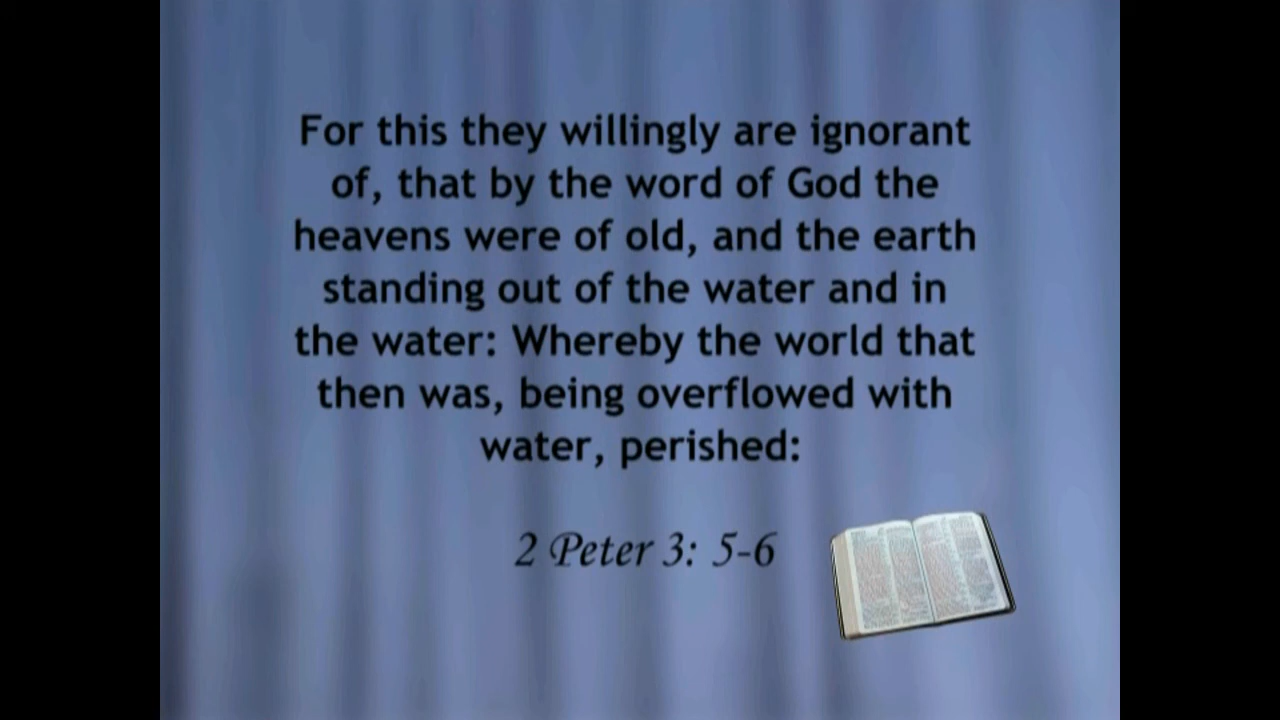 For this they willingly are ignorant
of, that by the word of God the
heavens were of old, and the earth
standing out of the water and in
the water: Whereby the world that
then was, being overflowed with
water, perished:
2 Peter 3: 5-6